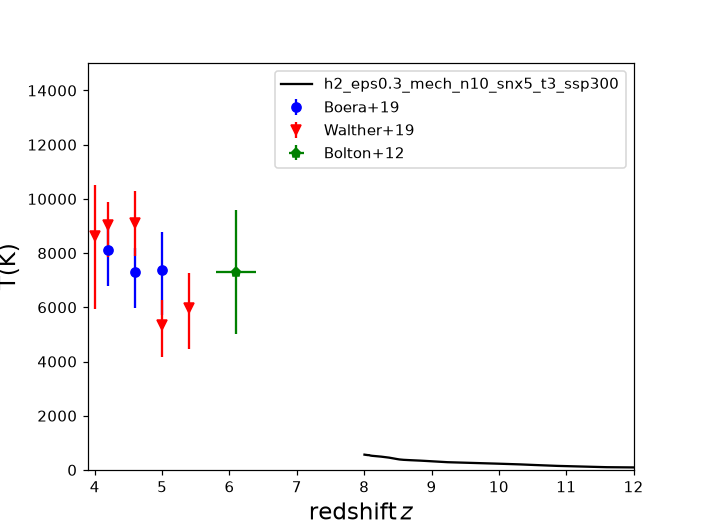 h2_eps0.3_mech_n10_snx5_t3_ssp300
Boera+19
Walther+19
Bolton+12
14000
12000
10000
8000
6000
4000
2000
0
T(K)
4 5 6 7 8 9 10 11 12
redshift z